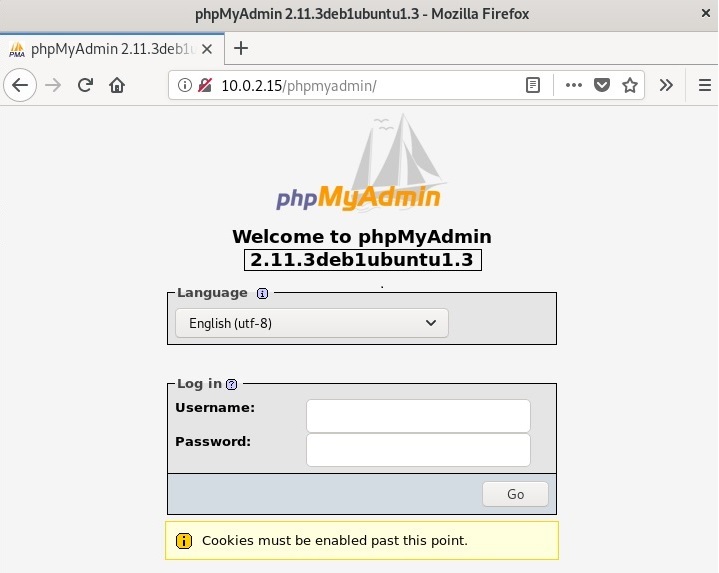 phpMyAdmin 2.11.3deb1ubuntu1.3 - Mozilla Firefox
PMA phpMyAdmin 2.11.3deb1u
10.0.2.15/phpmyadmin/
phpMyAdmin
Welcome to phpMyAdmin
2.11.3deb1ubuntu1.3
.
Language
English (utf-8)
Log in
Username:
Password:
Go
Cookies must be enabled past this point.